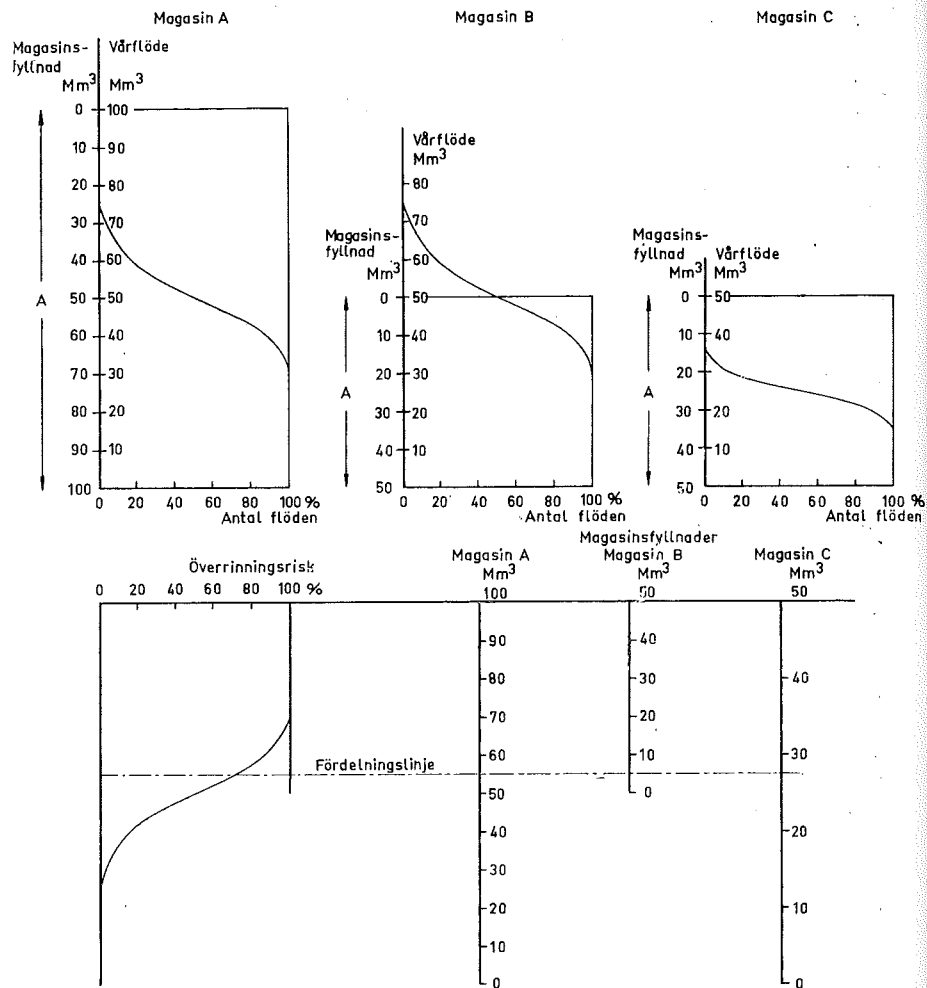 Magasin A
Magasins-
fyllnad
Mm³
Vårflöde
Mm³
0 100
10 90
20 80
30 70
40 60
50 50
60 40
70 30
80 20
90 10
100
A
0 20 40 60 80 100 %
Antal flöden
Magasin B
Vårflöde
Mm³
80
70
60
Magasins-
fyllnad
Mm³
0 50
10 40
20 30
30 20
40 10
50
A
0 20 40 60 80 100 %
Antal flöden
Magasin C
Magasins-
fyllnad
Mm³
Vårflöde
Mm³
0 50
10 40
20 30
30 20
40 10
50
A
0 20 40 60 80 100 %
Antal flöden
Överrinningsrisk
0 20 40 60 80 100 %
Fördelningslinje
Magasinsfyllnader
Magasin A
Mm³
100
90
80
70
60
50
40
30
20
10
0
Magasin B
Mm³
50
40
30
20
10
0
Magasin C
Mm³
50
40
30
20
10
0